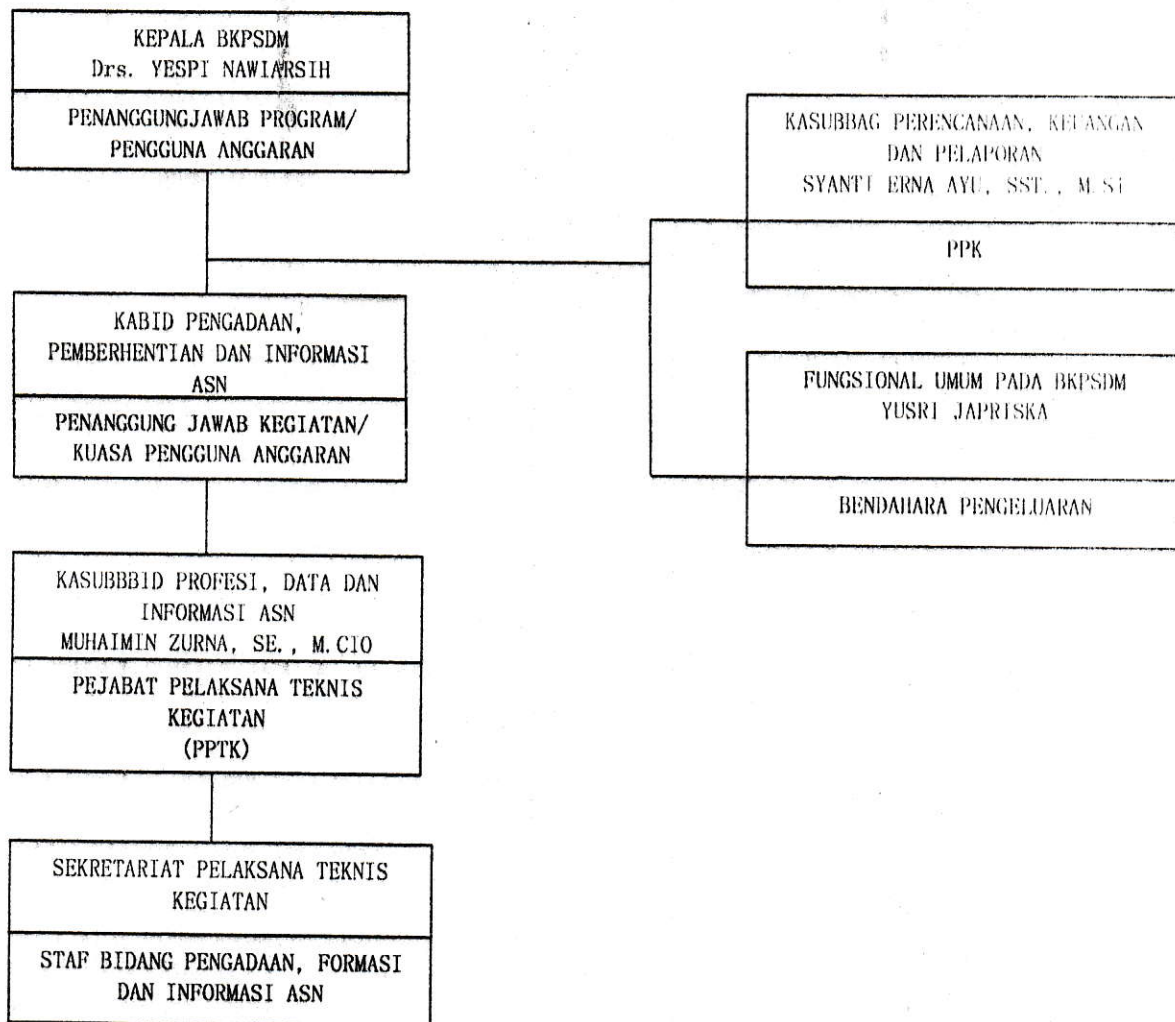 KEPALA BKPSDM
Drs. YESPI NAWIARSIH
PENANGGUNGJAWAB PROGRAM/
PENGGUNA ANGGARAN
KASUBBAG PERENCANAAN, KEUANGAN
DAN PELAPORAN
SYANTI ERNA AYU, SST., M.Si
PPK
KABID PENGADAAN,
PEMBERHENTIAN DAN INFORMASI
ASN
PENANGGUNG JAWAB KEGIATAN/
KUASA PENGGUNA ANGGARAN
FUNGSIONAL UMUM PADA BKPSDM
YUSRI JAPRISKA
BENDAHARA PENGELUARAN
KASUBBBID PROFESI, DATA DAN
INFORMASI ASN
MUHAIMIN ZURNA, SE., M.CIO
PEJABAT PELAKSANA TEKNIS
KEGIATAN
(PPTK)
SEKRETARIAT PELAKSANA TEKNIS
KEGIATAN
STAF BIDANG PENGADAAN, FORMASI
DAN INFORMASI ASN